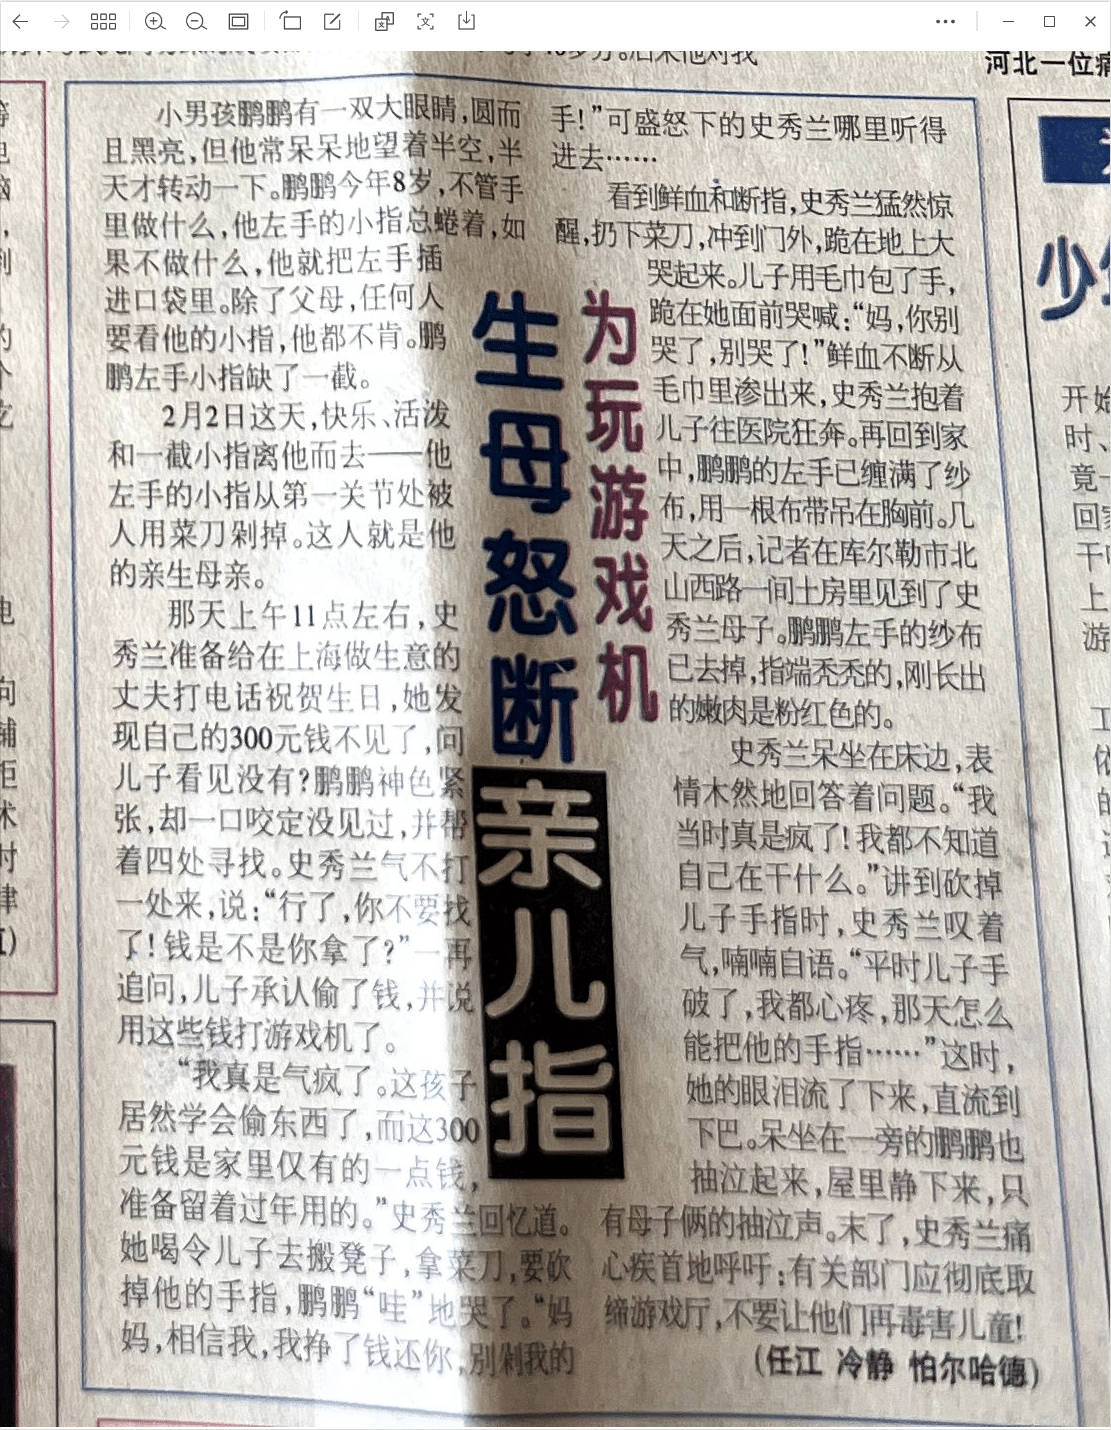 河北一位
为玩游戏机
生母怒断
亲儿指
小男孩鹏鹏有一双大眼睛,圆而
且黑亮,但他常呆呆地望着半空,半
天才转动一下。鹏鹏今年8岁,不管手
里做什么,他左手的小指总蜷着,如
果不做什么,他就把左手插
进口袋里。除了父母,任何人
要看他的小指,他都不肯。鹏
鹏左手小指缺了一截。
2月2日这天,快乐、活泼
和一截小指离他而去——他
左手的小指从第一关节处被
人用菜刀剁掉。这人就是他
的亲生母亲。
那天上午11点左右,史
秀兰准备给在上海做生意的
丈夫打电话祝贺生日,她发
现自己的300元钱不见了,问
儿子看见没有?鹏鹏神色紧
张,却一口咬定没见过,并帮
着四处寻找。史秀兰气不打
一处来,说:“行了,你不要找
了!钱是不是你拿了?”一再
追问,儿子承认偷了钱,并说
用这些钱打游戏机了。
“我真是气疯了。这孩子
居然学会偷东西了,而这300
元钱是家里仅有的一点钱,
准备留着过年用的。”史秀兰回忆道。
她喝令儿子去搬凳子,拿菜刀,要砍
掉他的手指,鹏鹏“哇”地哭了。“妈
妈,相信我,我挣了钱还你,别剁我的
手!”可盛怒下的史秀兰哪里听得
进去……
看到鲜血和断指,史秀兰猛然惊
醒,扔下菜刀,冲到门外,跪在地上大
哭起来。儿子用毛巾包了手,
跪在她面前哭喊:“妈,你别
哭了,别哭了!”鲜血不断从
毛巾里渗出来,史秀兰抱着
儿子往医院狂奔。再回到家
中,鹏鹏的左手已缠满了纱
布,用一根布带吊在胸前。几
天之后,记者在库尔勒市北
山西路一间土房里见到了史
秀兰母子。鹏鹏左手的纱布
已去掉,指端秃秃的,刚长出
的嫩肉是粉红色的。
史秀兰呆坐在床边,表
情木然地回答着问题。“我
当时真是疯了!我都不知道
自己在干什么。”讲到砍掉
儿子手指时,史秀兰叹着
气,喃喃自语。“平时儿子手
破了,我都心疼,那天怎么
能把他的手指……”这时,
她的眼泪流了下来,直流到
下巴。呆坐在一旁的鹏鹏也
抽泣起来,屋里静下来,只
有母子俩的抽泣声。末了,史秀兰痛
心疾首地呼吁:有关部门应彻底取
缔游戏厅,不要让他们再毒害儿童!
(任江 冷静 怕尔哈德)
少
开始
时、
竟一
回家
干
上
游
工
的